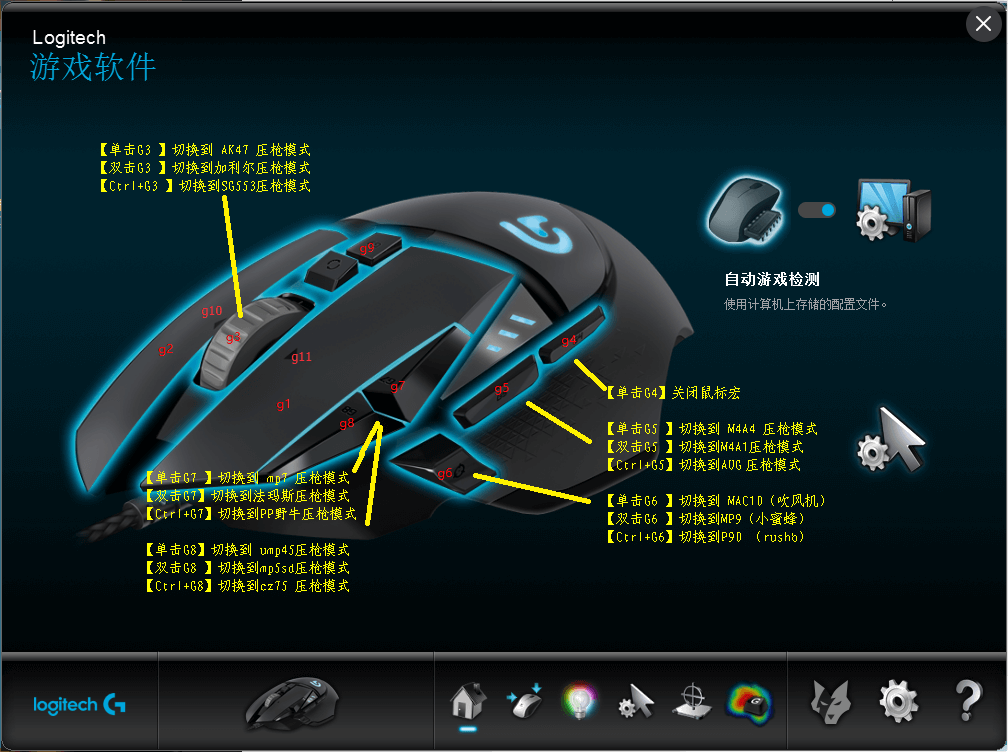 Logitech
游戏软件
【单击G3 】切换到 AK47 压枪模式
【双击G3 】切换到加利尔压枪模式
【Ctrl+G3 】切换到SG553压枪模式
g9
g10
g3
g2
g11
g1
g4
g5
g7
g8
g6
自动游戏检测
使用计算机上存储的配置文件。
【单击G4】关闭鼠标宏
【单击G5 】切换到 M4A4 压枪模式
【双击G5 】切换到M4A1压枪模式
【Ctrl+G5】切换到AUG 压枪模式
【单击G7 】切换到 mp7 压枪模式
【双击G7】切换到法玛斯压枪模式
【Ctrl+G7】切换到PP野牛压枪模式
【单击G6 】切换到 MAC10（吹风机）
【双击G6 】切换到MP9（小蜜蜂）
【Ctrl+G6】切换到P90 （rushb）
【单击G8】切换到 ump45压枪模式
【双击G8 】切换到mp5sd压枪模式
【Ctrl+G8】切换到cz75 压枪模式
logitech G
?